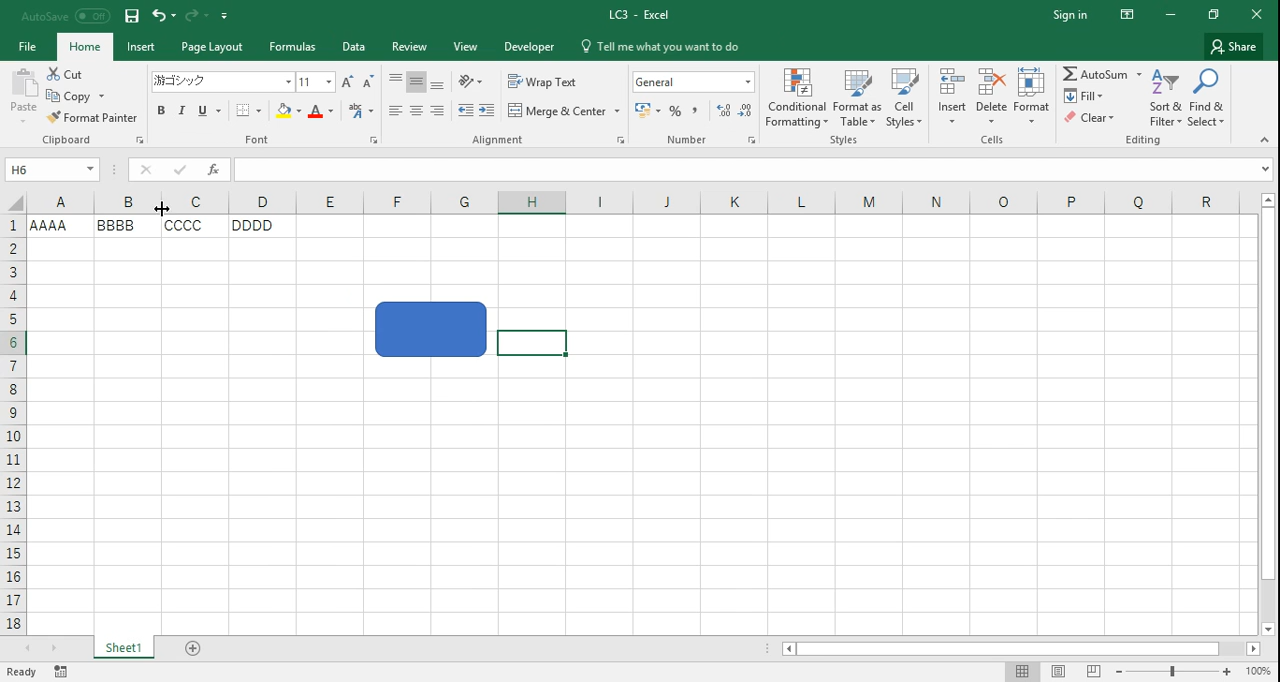 AutoSave Off
LC3 - Excel
Sign in
File Home Insert Page Layout Formulas Data Review View Developer Tell me what you want to do Share
Paste
Cut
Copy
Format Painter
Clipboard
游ゴシック 11
B I U
A A
Font
Wrap Text
Merge & Center
Alignment
General
%
Number
Conditional Formatting
Format as Table
Cell Styles
Styles
Insert Delete Format
Cells
AutoSum
Fill
Clear
Sort & Filter
Find & Select
Editing
H6
fx
A B C D E F G H I J K L M N O P Q R
1 AAAA BBBB CCCC DDDD
2
3
4
5
6
7
8
9
10
11
12
13
14
15
16
17
18
Sheet1
Ready
100%